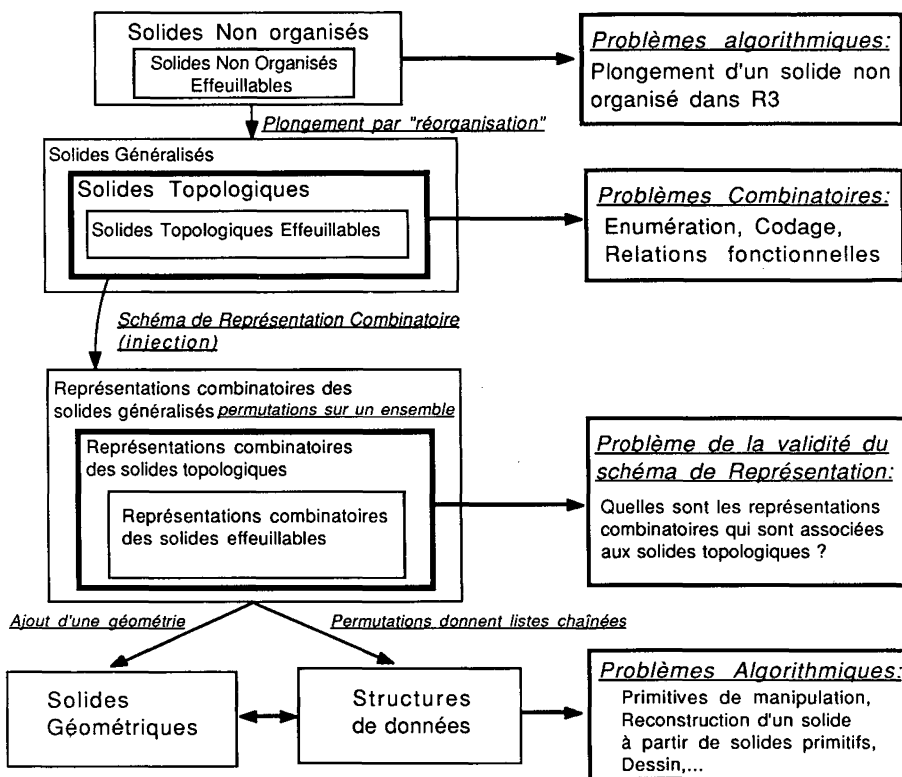 Solides Non organisés
Solides Non Organisés
Effeuillables
Problèmes algorithmiques:
Plongement d'un solide non
organisé dans R3
Plongement par "réorganisation"
Solides Généralisés
Solides Topologiques
Solides Topologiques Effeuillables
Problèmes Combinatoires:
Enumération, Codage,
Relations fonctionnelles
Schéma de Représentation Combinatoire
(injection)
Représentations combinatoires des
solides généralisés permutations sur un ensemble
Représentations combinatoires
des solides topologiques
Représentations combinatoires
des solides effeuillables
Problème de la validité du
schéma de Représentation:
Quelles sont les représentations
combinatoires qui sont associées
aux solides topologiques ?
Ajout d'une géométrie
Permutations donnent listes chaînées
Solides
Géométriques
Structures
de données
Problèmes Algorithmiques:
Primitives de manipulation,
Reconstruction d'un solide
à partir de solides primitifs,
Dessin,...